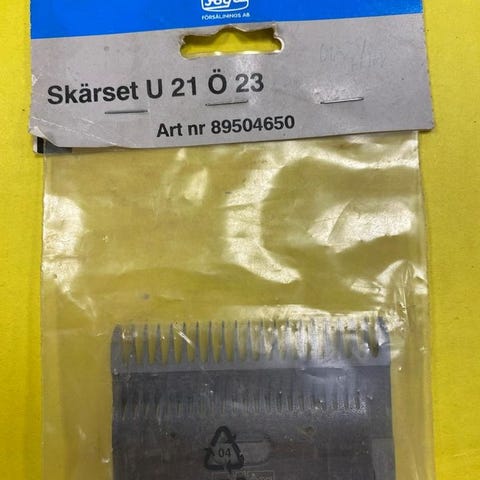 FÖRSÄLJNINGS AB
Skärset U 21 Ö 23
Art nr 89504650
04